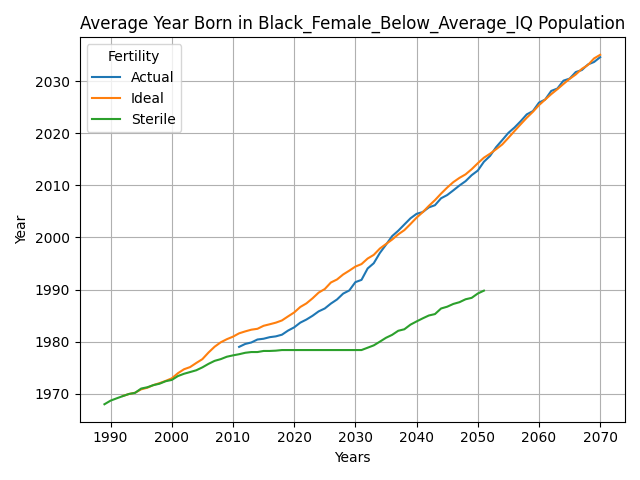 Average Year Born in Black_Female_Below_Average_IQ Population
Fertility
Actual
Ideal
Sterile
Year
2030
2020
2010
2000
1990
1980
1970
1990 2000 2010 2020 2030 2040 2050 2060 2070
Years